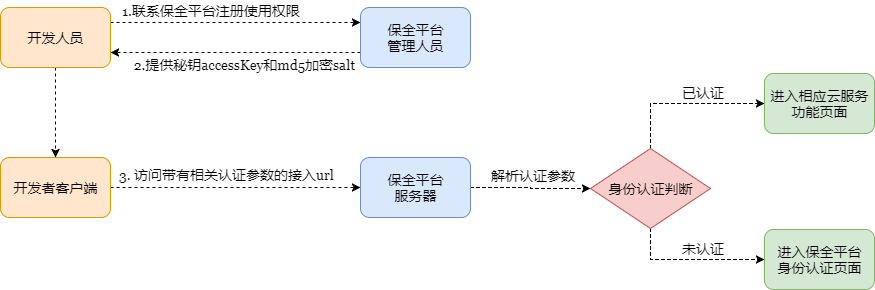 1.联系保全平台注册使用权限
开发人员
保全平台
管理人员
2.提供秘钥accessKey和md5加密salt
已认证
进入相应云服务
功能页面
开发者客户端
3. 访问带有相关认证参数的接入url
保全平台
服务器
解析认证参数
身份认证判断
未认证
进入保全平台
身份认证页面